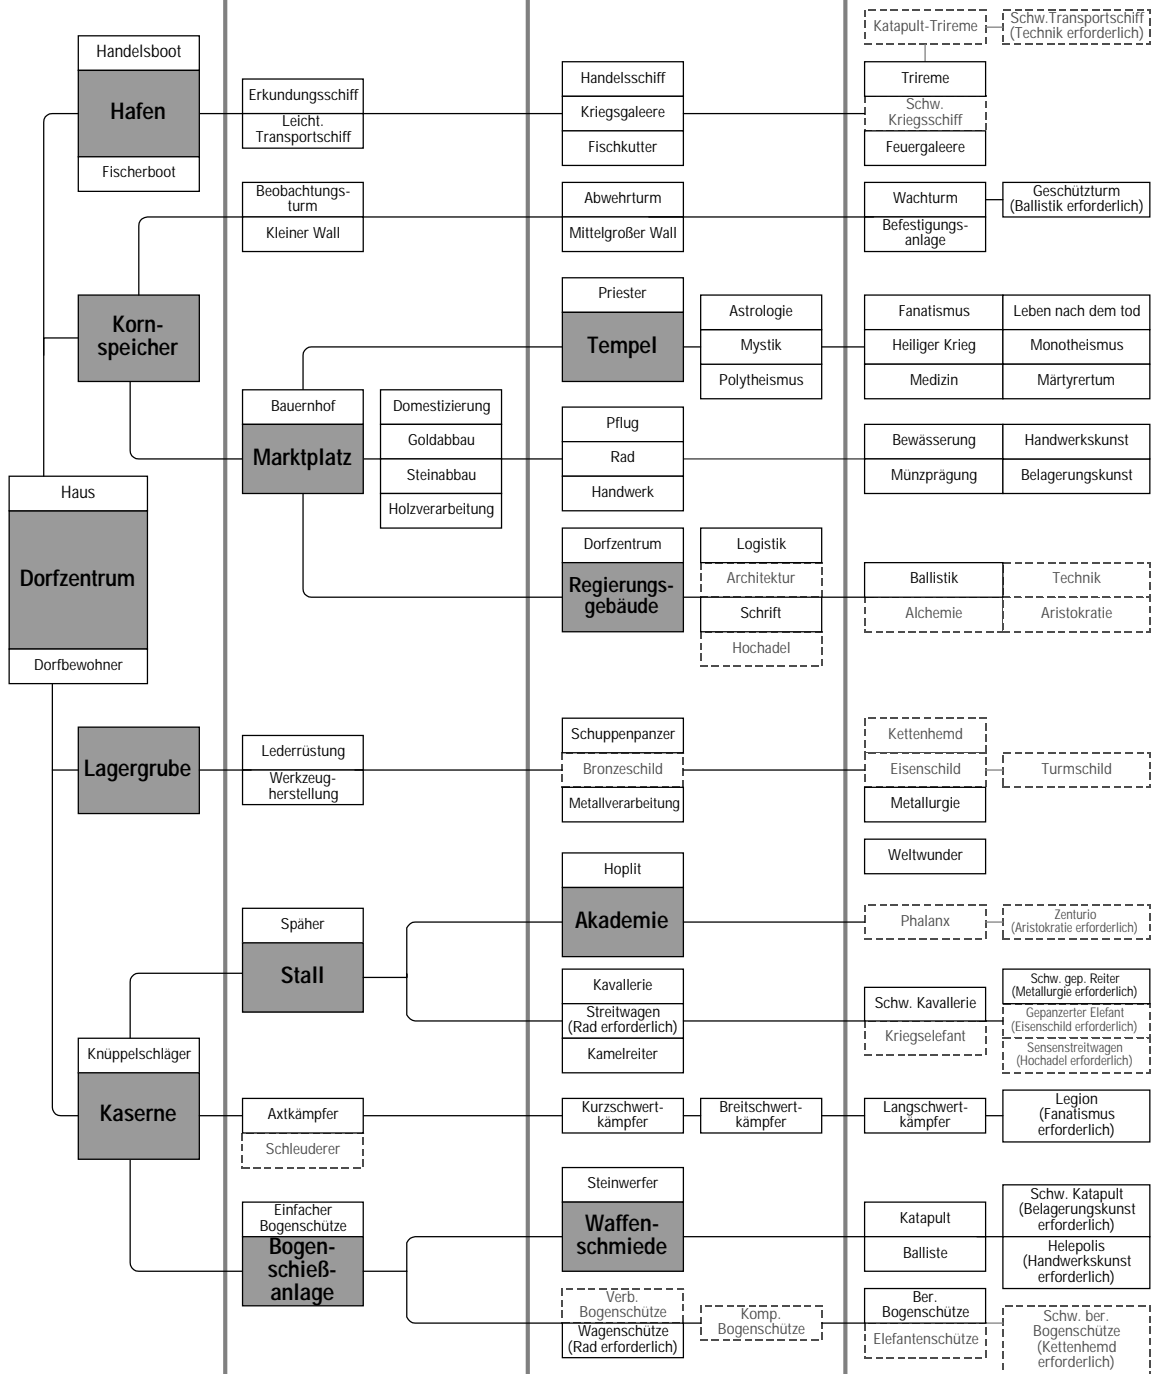 Katapult-Trireme
Schw.Transportschiff
(Technik erforderlich)
Handelsboot
Hafen
Fischerboot
Erkundungsschiff
Leicht.
Transportschiff
Handelsschiff
Kriegsgaleere
Fischkutter
Trireme
Schw.
Kriegsschiff
Feuergaleere
Beobachtungs-
turm
Kleiner Wall
Abwehrturm
Mittelgroßer Wall
Wachturm
Befestigungs-
anlage
Geschützturm
(Ballistik erforderlich)
Korn-
speicher
Priester
Tempel
Astrologie
Mystik
Polytheismus
Fanatismus
Leben nach dem tod
Heiliger Krieg
Monotheismus
Medizin
Märtyrertum
Bauernhof
Marktplatz
Domestizierung
Goldabbau
Steinabbau
Holzverarbeitung
Pflug
Rad
Handwerk
Bewässerung
Handwerkskunst
Münzprägung
Belagerungskunst
Haus
Dorfzentrum
Dorfbewohner
Dorfzentrum
Regierungs-
gebäude
Logistik
Architektur
Schrift
Hochadel
Ballistik
Technik
Alchemie
Aristokratie
Lagergrube
Lederrüstung
Werkzeug-
herstellung
Schuppenpanzer
Bronzeschild
Metallverarbeitung
Kettenhemd
Eisenschild
Turmschild
Metallurgie
Weltwunder
Späher
Stall
Hoplit
Akademie
Phalanx
Zenturio
(Aristokratie erforderlich)
Kavallerie
Streitwagen
(Rad erforderlich)
Kamelreiter
Schw. Kavallerie
Kriegselefant
Schw. gep. Reiter
(Metallurgie erforderlich)
Gepanzerter Elefant
(Eisenschild erforderlich)
Sensenstreitwagen
(Hochadel erforderlich)
Knüppelschläger
Kaserne
Axtkämpfer
Schleuderer
Kurzschwert-
kämpfer
Breitschwert-
kämpfer
Langschwert-
kämpfer
Legion
(Fanatismus
erforderlich)
Einfacher
Bogenschütze
Bogen-
schieß-
anlage
Steinwerfer
Waffen-
schmiede
Katapult
Balliste
Schw. Katapult
(Belagerungskunst
erforderlich)
Helepolis
(Handwerkskunst
erforderlich)
Verb.
Bogenschütze
Wagenschütze
(Rad erforderlich)
Komp.
Bogenschütze
Ber.
Bogenschütze
Elefantenschütze
Schw. ber.
Bogenschütze
(Kettenhemd
erforderlich)